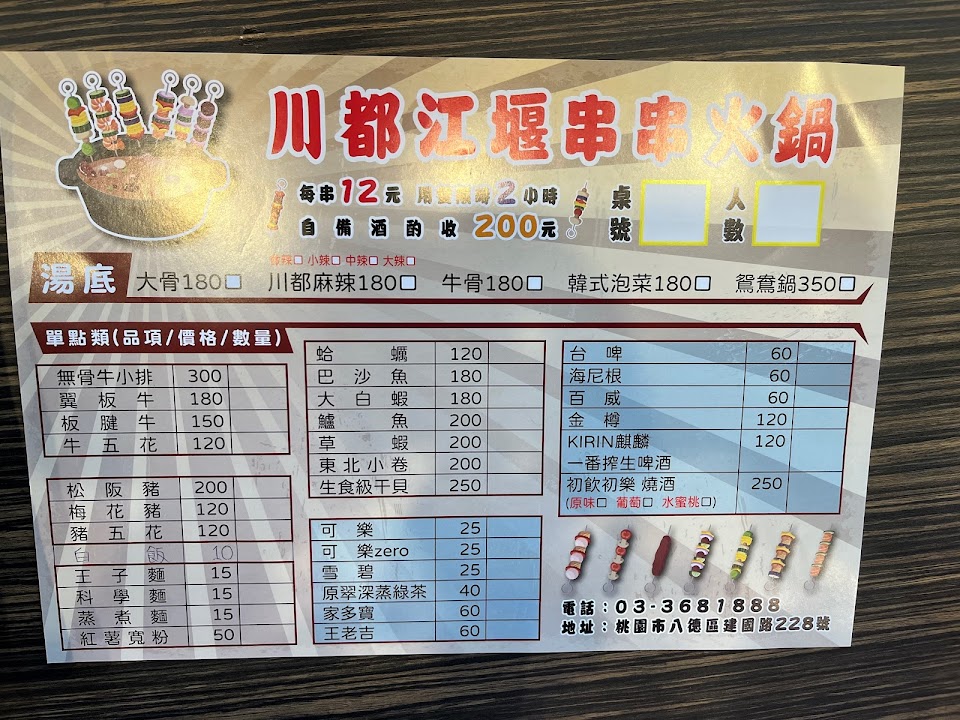 川都江堰串串火鍋
每串12元 用餐限時2小時
自備酒酌收200元
桌號
人數
微辣 小辣 中辣 大辣
湯底 大骨180 川都麻辣180 牛骨180 韓式泡菜180 鴛鴦鍋350
單點類(品項/價格/數量)
無骨牛小排 300
翼板牛 180
板腱牛 150
牛五花 120
松阪豬 200
梅花豬 120
豬五花 120
白飯 10
王子麵 15
科學麵 15
蒸煮麵 15
紅薯寬粉 50
蛤蠣 120
巴沙魚 180
大白蝦 180
鱸魚 200
草蝦 200
東北小卷 200
生食級干貝 250
可樂 25
可樂zero 25
雪碧 25
原翠深蒸綠茶 40
家多寶 60
王老吉 60
台啤 60
海尼根 60
百威 60
金樽 120
KIRIN麒麟 120
一番搾生啤酒
初飲初樂 燒酒 250
(原味 葡萄 水蜜桃)
電話：03-3681888
地址：桃園市八德區建國路228號